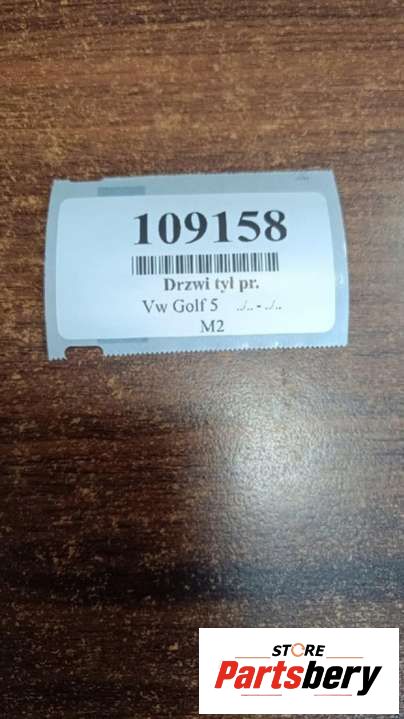 109158
Drzwi tył pr.
Vw Golf 5 ../.. - ../..
M2
STORE
Partsbery